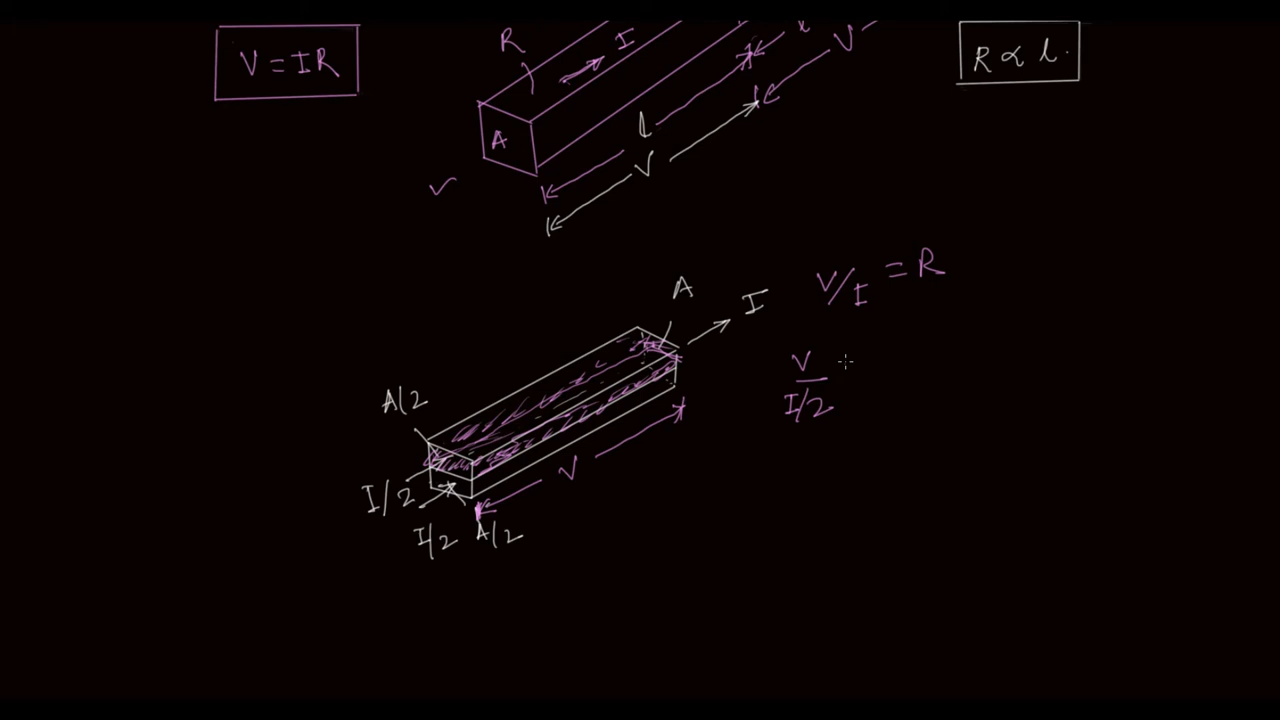 V = IR
R
I
l
V
R ∝ l.
A
l
V
A
I
V/I = R
A/2
V
I/2
V
I/2
I/2
A/2